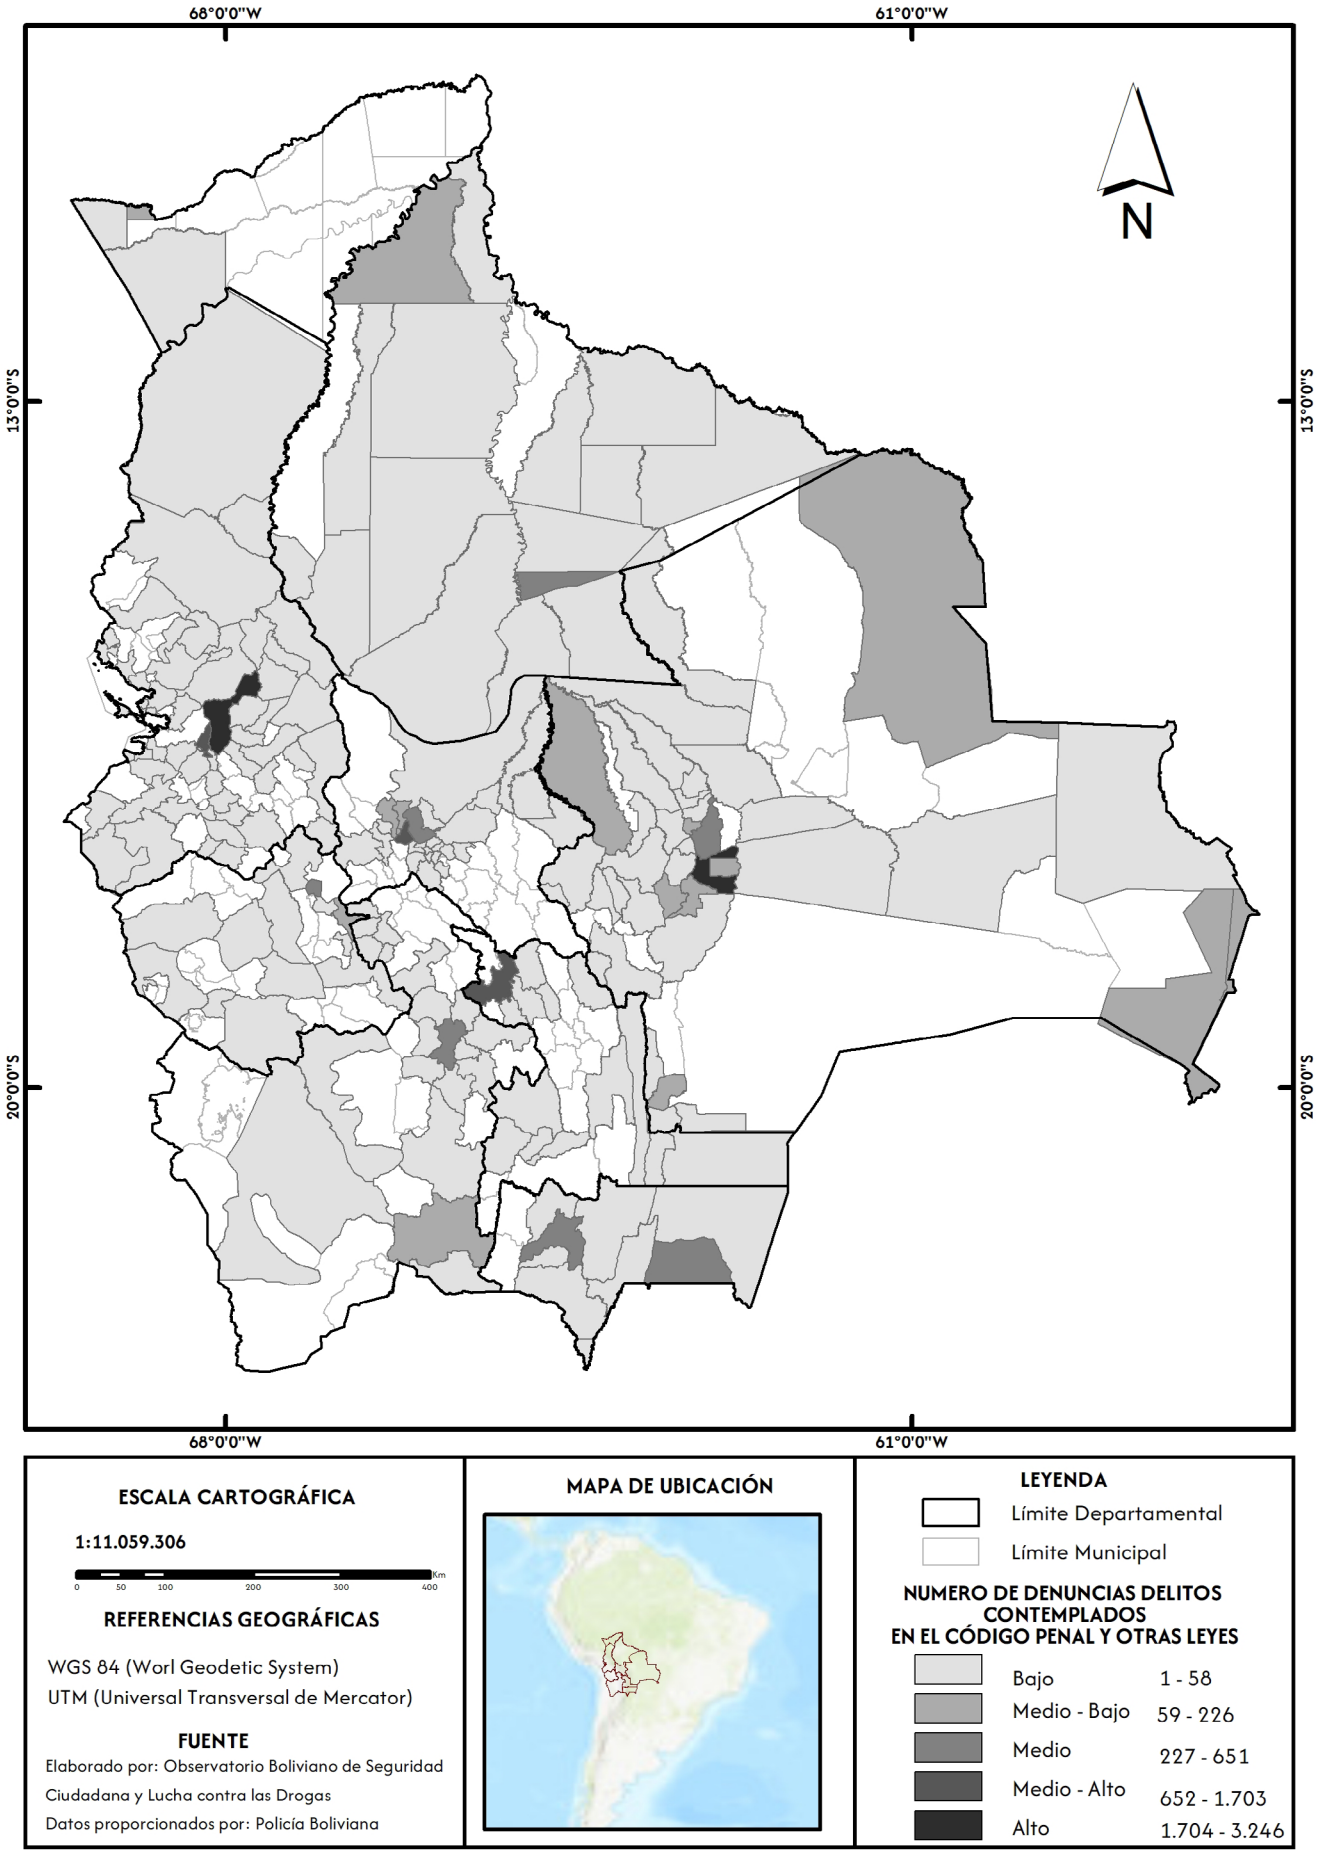 68°0'0"W 61°0'0"W
N
13°0'0"S 13°0'0"S
20°0'0"S 20°0'0"S
68°0'0"W 61°0'0"W
ESCALA CARTOGRÁFICA
1:11.059.306
Km
0 50 100 200 300 400
REFERENCIAS GEOGRÁFICAS
WGS 84 (Worl Geodetic System)
UTM (Universal Transversal de Mercator)
FUENTE
Elaborado por: Observatorio Boliviano de Seguridad
Ciudadana y Lucha contra las Drogas
Datos proporcionados por: Policía Boliviana
MAPA DE UBICACIÓN
LEYENDA
Límite Departamental
Límite Municipal
NUMERO DE DENUNCIAS DELITOS
CONTEMPLADOS
EN EL CÓDIGO PENAL Y OTRAS LEYES
Bajo 1 - 58
Medio - Bajo 59 - 226
Medio 227 - 651
Medio - Alto 652 - 1.703
Alto 1.704 - 3.246